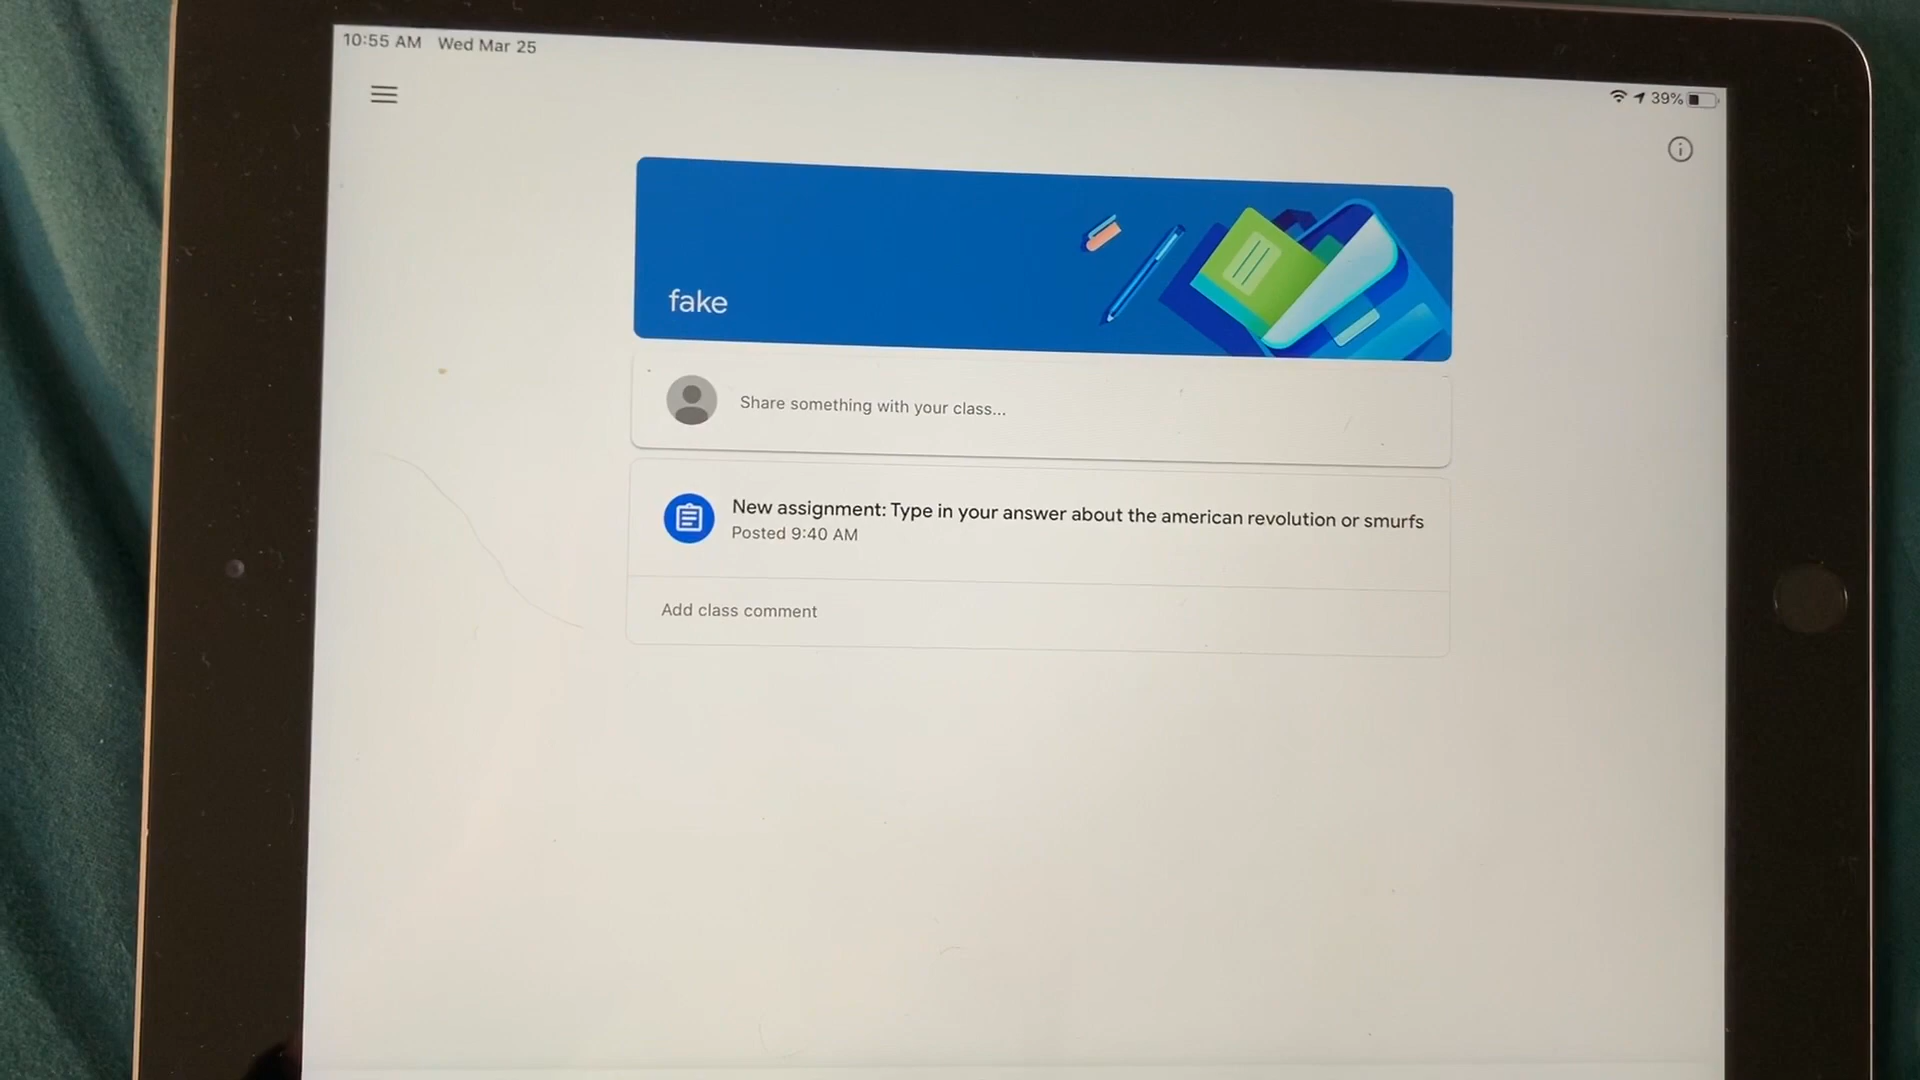 10:55 AM Wed Mar 25
39%
fake
Share something with your class...
New assignment: Type in your answer about the american revolution or smurfs
Posted 9:40 AM
Add class comment